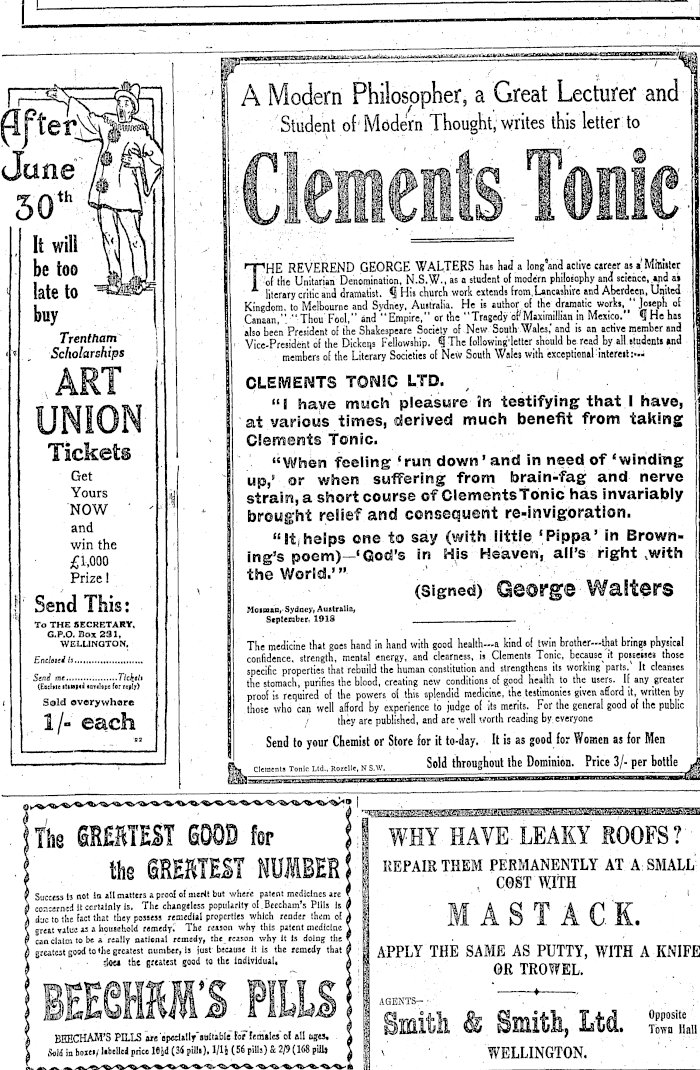 After
June
30th
It will
be too
late to
buy
Trentham
Scholarships
ART
UNION
Tickets
Get
Yours
NOW
and
win the
£1,000
Prize !
Send This:
To THE SECRETARY,
G.P.O. Box 231,
WELLINGTON.
Enclosed is......................
Send me................Tickets
(Enclose stamped envelope for reply)
Sold everywhere
1/- each
22
A Modern Philosopher, a Great Lecturer and
Student of Modern Thought, writes this letter to
Clements Tonic
THE REVEREND GEORGE WALTERS has had a long and active career as a Minister
of the Unitarian Denomination, N.S.W., as a student of modern philosophy and science, and as
literary critic and dramatist. ¶ His church work extends from Lancashire and Aberdeen, United
Kingdom, to Melbourne and Sydney, Australia. He is author of the dramatic works, "Joseph of
Canaan," "Thou Fool," and "Empire," or the "Tragedy of Maximillian in Mexico." ¶ He has
also been President of the Shakespeare Society of New South Wales, and is an active member and
Vice-President of the Dickens Fellowship. ¶ The following letter should be read by all students and
members of the Literary Societies of New South Wales with exceptional interest:---
CLEMENTS TONIC LTD.
"I have much pleasure in testifying that I have,
at various times, derived much benefit from taking
Clements Tonic.
"When feeling 'run down' and in need of 'winding
up,' or when suffering from brain-fag and nerve
strain, a short course of Clements Tonic has invariably
brought relief and consequent re-invigoration.
"It helps one to say (with little 'Pippa' in Brown-
ing's poem)—'God's in His Heaven, all's right with
the World.'"
(Signed) George Walters
Mosman, Sydney, Australia,
September, 1918
The medicine that goes hand in hand with good health---a kind of twin brother---that brings physical
confidence, strength, mental energy, and clearness, is Clements Tonic, because it possesses those
specific properties that rebuild the human constitution and strengthens its working parts. It cleanses
the stomach, purifies the blood, creating new conditions of good health to the users. If any greater
proof is required of the powers of this splendid medicine, the testimonies given afford it, written by
those who can well afford by experience to judge of its merits. For the general good of the public
they are published, and are well worth reading by everyone
Send to your Chemist or Store for it to-day. It is as good for Women as for Men
Clements Tonic Ltd., Rozelle, N.S.W.
Sold throughout the Dominion. Price 3/- per bottle
The GREATEST GOOD for
the GREATEST NUMBER
Success is not in all matters a proof of merit but where patent medicines are
concerned it certainly is. The changeless popularity of Beecham's Pills is
due to the fact that they possess remedial properties which render them of
great value as a household remedy. The reason why this patent medicine
can claim to be a really national remedy, the reason why it is doing the
greatest good to the greatest number, is just because it is the remedy that
does the greatest good to the individual.
BEECHAM'S PILLS
BEECHAM'S PILLS are specially suitable for females of all ages.
Sold in boxes, labelled price 10½d (36 pills), 1/1½ (56 pills) & 2/9 (168 pills
WHY HAVE LEAKY ROOFS?
REPAIR THEM PERMANENTLY AT A SMALL
COST WITH
MASTACK.
APPLY THE SAME AS PUTTY, WITH A KNIFE
OR TROWEL.
AGENTS—
Smith & Smith, Ltd.
Opposite
Town Hall
WELLINGTON.